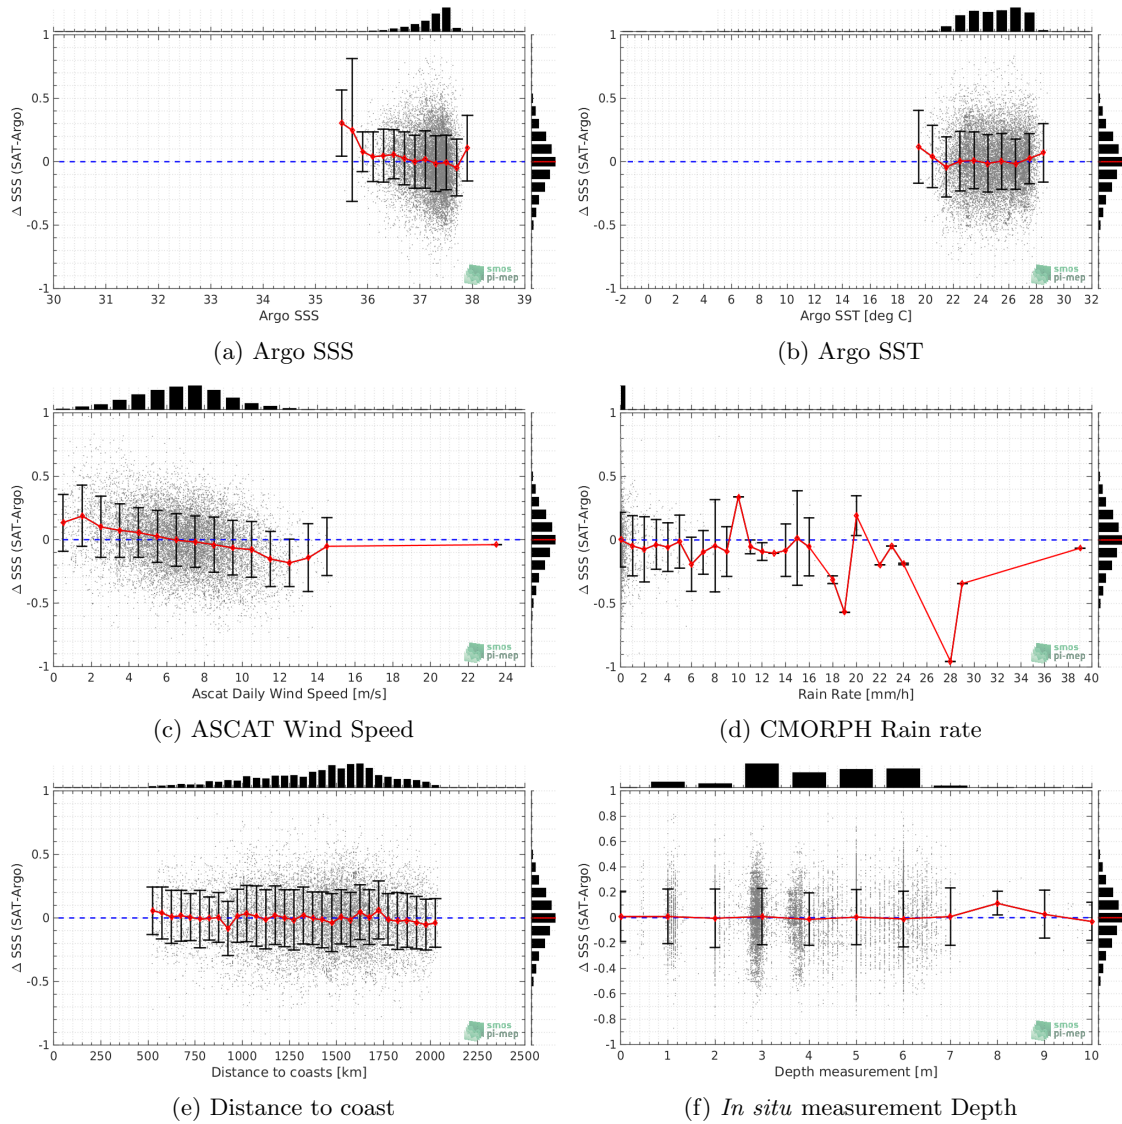 1
0.5
0
-0.5
-1
Δ SSS (SAT-Argo)
smos
pi-mep
30 31 32 33 34 35 36 37 38 39
Argo SSS
(a) Argo SSS
1
0.5
0
-0.5
-1
Δ SSS (SAT-Argo)
smos
pi-mep
-2 0 2 4 6 8 10 12 14 16 18 20 22 24 26 28 30 32
Argo SST [deg C]
(b) Argo SST
1
0.5
0
-0.5
-1
Δ SSS (SAT-Argo)
smos
pi-mep
0 2 4 6 8 10 12 14 16 18 20 22 24
Ascat Daily Wind Speed [m/s]
(c) ASCAT Wind Speed
1
0.5
0
-0.5
-1
Δ SSS (SAT-Argo)
smos
pi-mep
0 2 4 6 8 10 12 14 16 18 20 22 24 26 28 30 32 34 36 38 40
Rain Rate [mm/h]
(d) CMORPH Rain rate
1
0.5
0
-0.5
-1
Δ SSS (SAT-Argo)
smos
pi-mep
0 250 500 750 1000 1250 1500 1750 2000 2250 2500
Distance to coasts [km]
(e) Distance to coast
1
0.8
0.6
0.4
0.2
0
-0.2
-0.4
-0.6
-0.8
-1
Δ SSS (SAT-Argo)
smos
pi-mep
0 1 2 3 4 5 6 7 8 9 10
Depth measurement [m]
(f) In situ measurement Depth